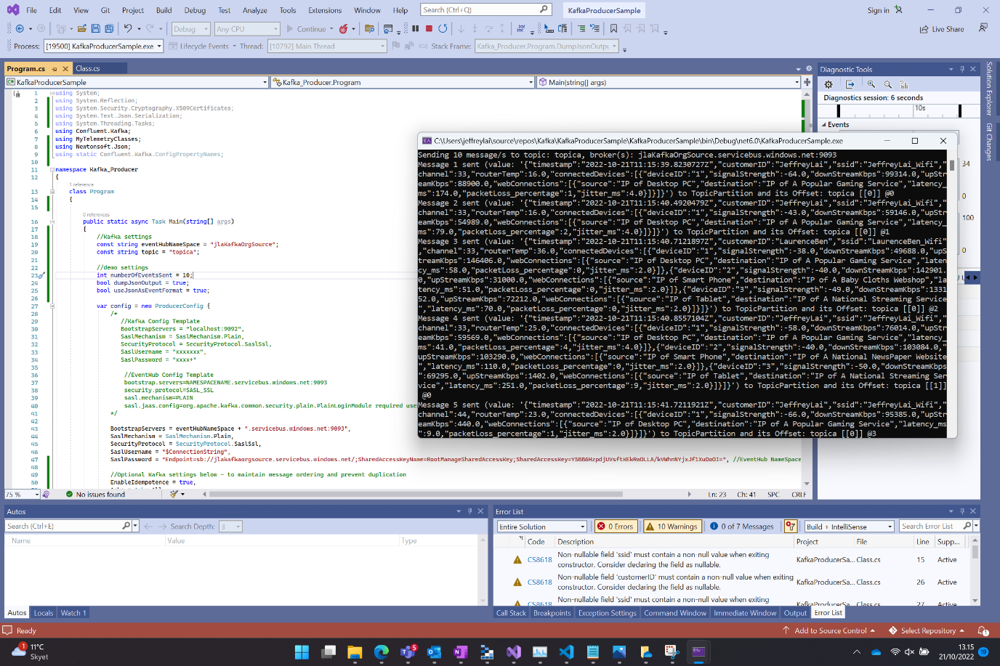 File Edit View Git Project Build Debug Test Analyze Tools Extensions Window Help Search (Ctrl+Q) KafkaProducerSample Sign in
Debug Any CPU Continue Live Share
Process: [19500] KafkaProducerSample.exe Lifecycle Events Thread: [10792] Main Thread Stack Frame: Kafka_Producer.Program.DumpJsonOutpu
Program.cs Class.cs
KafkaProducerSample Kafka_Producer.Program Main(string[] args)
1 using System;
2 using System.Reflection;
3 using System.Security.Cryptography.X509Certificates;
4 using System.Text.Json.Serialization;
5 using System.Threading.Tasks;
6 using Confluent.Kafka;
7 using MyTelemetryClasses;
8 using Newtonsoft.Json;
9 using static Confluent.Kafka.ConfigPropertyNames;
10
11 namespace Kafka_Producer
12 {
1 reference
13 class Program
14 {
15
0 references
16 public static async Task Main(string[] args)
17 {
18 //Kafka settings
19 const string eventHubNameSpace = "jlaKafkaOrgSource";
20 const string topic = "topica";
21
22 //demo settings
23 int numberOfEventsSent = 10;
24 bool dumpJsonOutput = true;
25 bool useJsonAsEventFormat = true;
26
27 var config = new ProducerConfig {
28 /*
29 //Kafka Config Template
30 BootstrapServers = "localhost:9092",
31 SaslMechanism = SaslMechanism.Plain,
32 SecurityProtocol = SecurityProtocol.SaslSsl,
33 SaslUsername = "xxxxxxx",
34 SaslPassword = "xxxx+"
35
36 //EventHub Config Template
37 bootstrap.servers=NAMESPACENAME.servicebus.windows.net:9093
38 security.protocol=SASL_SSL
39 sasl.mechanism=PLAIN
40 sasl.jaas.config=org.apache.kafka.common.security.plain.PlainLoginModule required use
41 */
42
43 BootstrapServers = eventHubNameSpace + ".servicebus.windows.net:9093",
44 SaslMechanism = SaslMechanism.Plain,
45 SecurityProtocol = SecurityProtocol.SaslSsl,
46 SaslUsername = "$ConnectionString",
47 SaslPassword = "Endpoint=sb://jlakafkaorgsource.servicebus.windows.net/;SharedAccessKeyName=RootManageSharedAccessKey;SharedAccessKey= //EventHub NameSpace
48
49 //Optional Kafka settings below - to maintain message ordering and prevent duplication
50 EnableIdempotence = true,
75 % No issues found Ln: 23 Ch: 41 SPC CRLF
C:\Users\jeffreylai\source\repos\Kafka\KafkaProducerSample\KafkaProducerSample\bin\Debug\net6.0\KafkaProducerSample.exe
Sending 10 message/s to topic: topica, broker(s): jlaKafkaOrgSource.servicebus.windows.net:9093
Message 1 sent (value: '{"timestamp":"2022-10-21T11:15:39.8230727Z","customerID":"JeffreyLai","ssid":"JeffreyLai_Wifi","
channel":33,"routerTemp":16.0,"connectedDevices":[{"deviceID":"1","signalStrength":-64.0,"downStreamKbps":99314.0,"upStr
eamKbps":88900.0,"webConnections":[{"source":"IP of Desktop PC","destination":"IP of A Popular Gaming Service","latency_
ms":174.0,"packetLoss_percentage":1,"jitter_ms":4.0}]}]}') to TopicPartition and its Offset: topica [[0]] @0
Message 2 sent (value: '{"timestamp":"2022-10-21T11:15:40.4920479Z","customerID":"JeffreyLai","ssid":"JeffreyLai_Wifi","
channel":33,"routerTemp":16.0,"connectedDevices":[{"deviceID":"1","signalStrength":-43.0,"downStreamKbps":59146.0,"upStr
eamKbps":54989.0,"webConnections":[{"source":"IP of Desktop PC","destination":"IP of A Popular Gaming Service","latency_
ms":79.0,"packetLoss_percentage":2,"jitter_ms":4.0}]}]}') to TopicPartition and its Offset: topica [[0]] @1
Message 3 sent (value: '{"timestamp":"2022-10-21T11:15:40.7121897Z","customerID":"LaurenceBen","ssid":"LaurenceBen_Wifi"
,"channel":33,"routerTemp":36.0,"connectedDevices":[{"deviceID":"1","signalStrength":-38.0,"downStreamKbps":49688.0,"upS
treamKbps":146406.0,"webConnections":[{"source":"IP of Desktop PC","destination":"IP of A Popular Gaming Service","laten
cy_ms":58.0,"packetLoss_percentage":0,"jitter_ms":2.0}]},{"deviceID":"2","signalStrength":-40.0,"downStreamKbps":142901.
0,"upStreamKbps":31000.0,"webConnections":[{"source":"IP of Smart Phone","destination":"IP of A Baby Cloths Webshop","la
tency_ms":51.0,"packetLoss_percentage":0,"jitter_ms":2.0}]},{"deviceID":"3","signalStrength":-49.0,"downStreamKbps":1331
52.0,"upStreamKbps":72212.0,"webConnections":[{"source":"IP of Tablet","destination":"IP of A National Streaming Service
","latency_ms":70.0,"packetLoss_percentage":0,"jitter_ms":2.0}]}]}') to TopicPartition and its Offset: topica [[0]] @2
Message 4 sent (value: '{"timestamp":"2022-10-21T11:15:40.8557104Z","customerID":"JeffreyLai","ssid":"JeffreyLai_Wifi","
channel":33,"routerTemp":25.0,"connectedDevices":[{"deviceID":"1","signalStrength":-58.0,"downStreamKbps":76014.0,"upStr
eamKbps":59569.0,"webConnections":[{"source":"IP of Desktop PC","destination":"IP of A Popular Gaming Service","latency_
ms":41.0,"packetLoss_percentage":4,"jitter_ms":4.0}]},{"deviceID":"2","signalStrength":-40.0,"downStreamKbps":103084.0,"
upStreamKbps":103290.0,"webConnections":[{"source":"IP of Smart Phone","destination":"IP of A National NewsPaper Website
","latency_ms":110.0,"packetLoss_percentage":0,"jitter_ms":2.0}]},{"deviceID":"3","signalStrength":-50.0,"downStreamKbps
":69295.0,"upStreamKbps":1402.0,"webConnections":[{"source":"IP of Tablet","destination":"IP of A National Streaming Ser
vice","latency_ms":251.0,"packetLoss_percentage":9,"jitter_ms":2.0}]}]}') to TopicPartition and its Offset: topica [[1]]
@0
Message 5 sent (value: '{"timestamp":"2022-10-21T11:15:41.7211921Z","customerID":"JeffreyLai","ssid":"JeffreyLai_Wifi","
channel":44,"routerTemp":23.0,"connectedDevices":[{"deviceID":"1","signalStrength":-66.0,"downStreamKbps":95385.0,"upStr
eamKbps":440.0,"webConnections":[{"source":"IP of Desktop PC","destination":"IP of A Popular Gaming Service","latency_ms
":9.0,"packetLoss_percentage":1,"jitter_ms":2.0}]}]}') to TopicPartition and its Offset: topica [[0]] @3
Diagnostic Tools
Diagnostics session: 6 seconds
10s
Events
34
0
100
0
Solution Explorer
Git Changes
Autos
Search (Ctrl+E) Search Depth: 3
Name Value Type
Autos Locals Watch 1
Error List
Entire Solution 0 Errors 10 Warnings 0 of 7 Messages Build + IntelliSense Search Error List
Code Description Project File Line Supp...
CS8618 Non-nullable field 'ssid' must contain a non-null value when exiting constructor. Consider declaring the field as nullable. KafkaProducerSa... Class.cs 15 Active
CS8618 Non-nullable field 'customerID' must contain a non-null value when exiting constructor. Consider declaring the field as nullable. KafkaProducerSa... Class.cs 26 Active
CS8618 Non-nullable field 'ssid' must contain a non-null value when exiting KafkaProducerSa... Class.cs 27 Active
Call Stack Breakpoints Exception Settings Command Window Immediate Window Output Error List
Ready Add to Source Control Select Repository 1
1 11°C
Skyet
5
13.15
21/10/2022 19